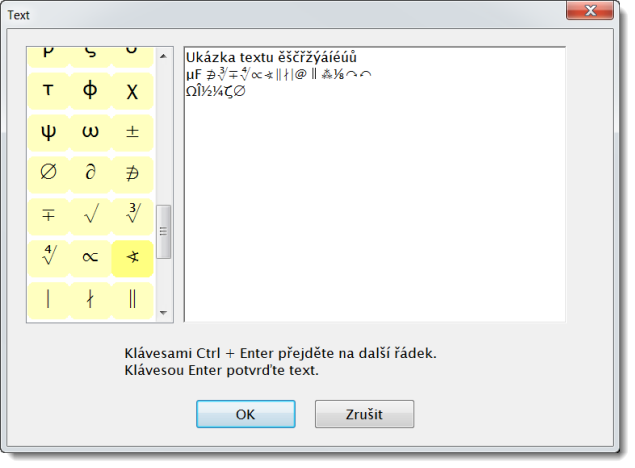 Text
ρ ς σ
τ φ χ
ψ ω ±
∅ ∂ ∌
∓ √ ∛
∜ ∝ ∢
∣ ∤ ∥
Ukázka textu ěščřžýáíéúů
µF ∌∛∓∜∝∢∥∤∣@‖⁂⅛↷↶
ΩÎ½¼ζ∅
Klávesami Ctrl + Enter přejděte na další řádek.
Klávesou Enter potvrďte text.
OK
Zrušit